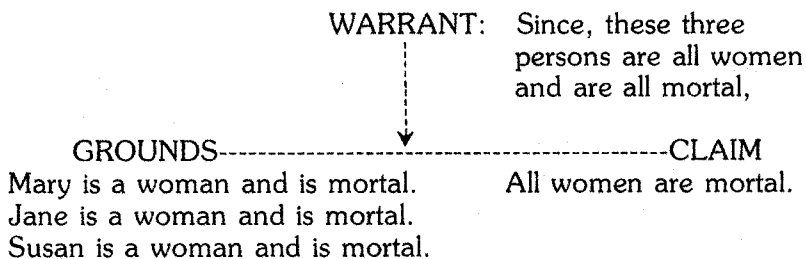 WARRANT: Since, these three
persons are all women
and are all mortal,
GROUNDS-----------------------------------------------CLAIM
Mary is a woman and is mortal. All women are mortal.
Jane is a woman and is mortal.
Susan is a woman and is mortal.